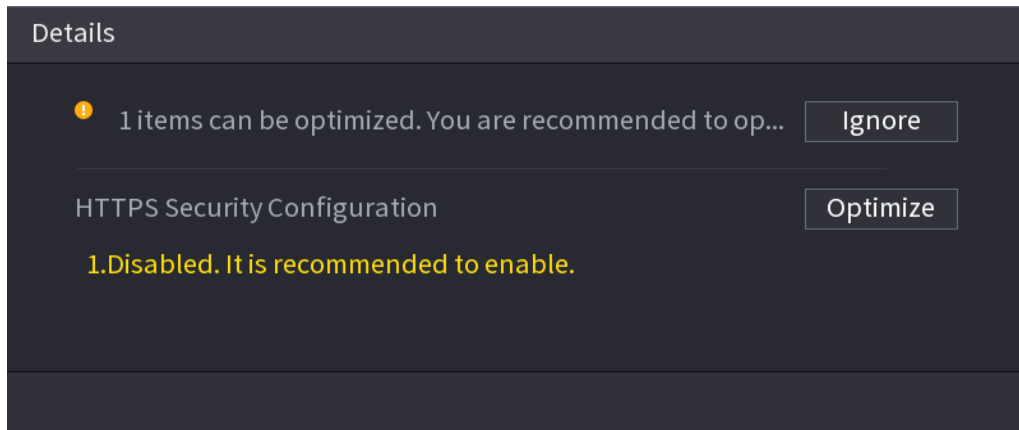 Details
1 items can be optimized. You are recommended to op...
Ignore
HTTPS Security Configuration
Optimize
1.Disabled. It is recommended to enable.